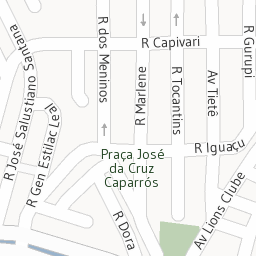 R dos Meninos
R Capivari
R Gurupi
R José Salustiano Santana
R Gen Estilac Leal
R Marlene
R Tocantins
Av Tietê
R Iguaçu
Praça José
da Cruz
Caparrós
R Dora
Av Lions Clube